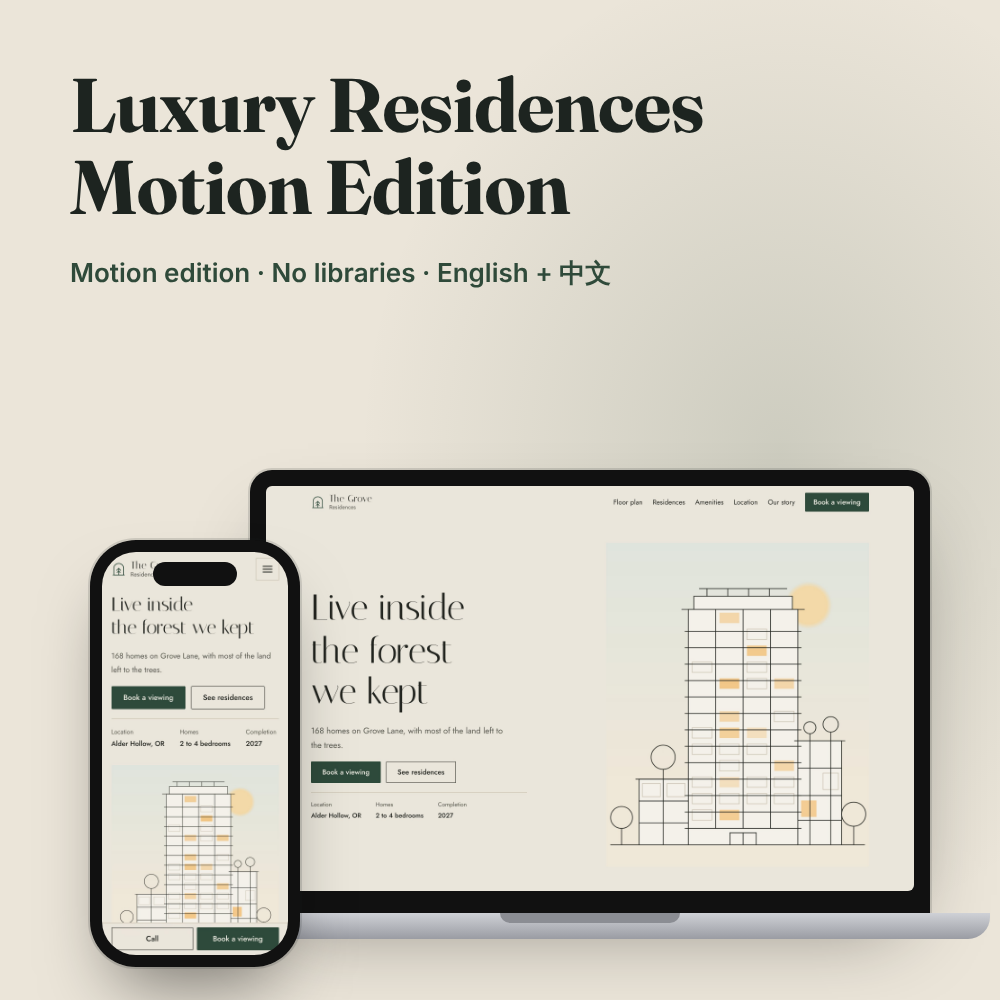 Luxury Residences
Motion Edition
Motion edition · No libraries · English + 中文
The Grove
Residences
Floor plan Residences Amenities Location Our story Book a viewing
Live inside
the forest
we kept
168 homes on Grove Lane, with most of the land left to
the trees.
Book a viewing See residences
Location Homes Completion
Alder Hollow, OR 2 to 4 bedrooms 2027
Live inside
the forest we kept
168 homes on Grove Lane, with most of the land
left to the trees.
Book a viewing See residences
Location Homes Completion
Alder Hollow, OR 2 to 4 bedrooms 2027
Call Book a viewing